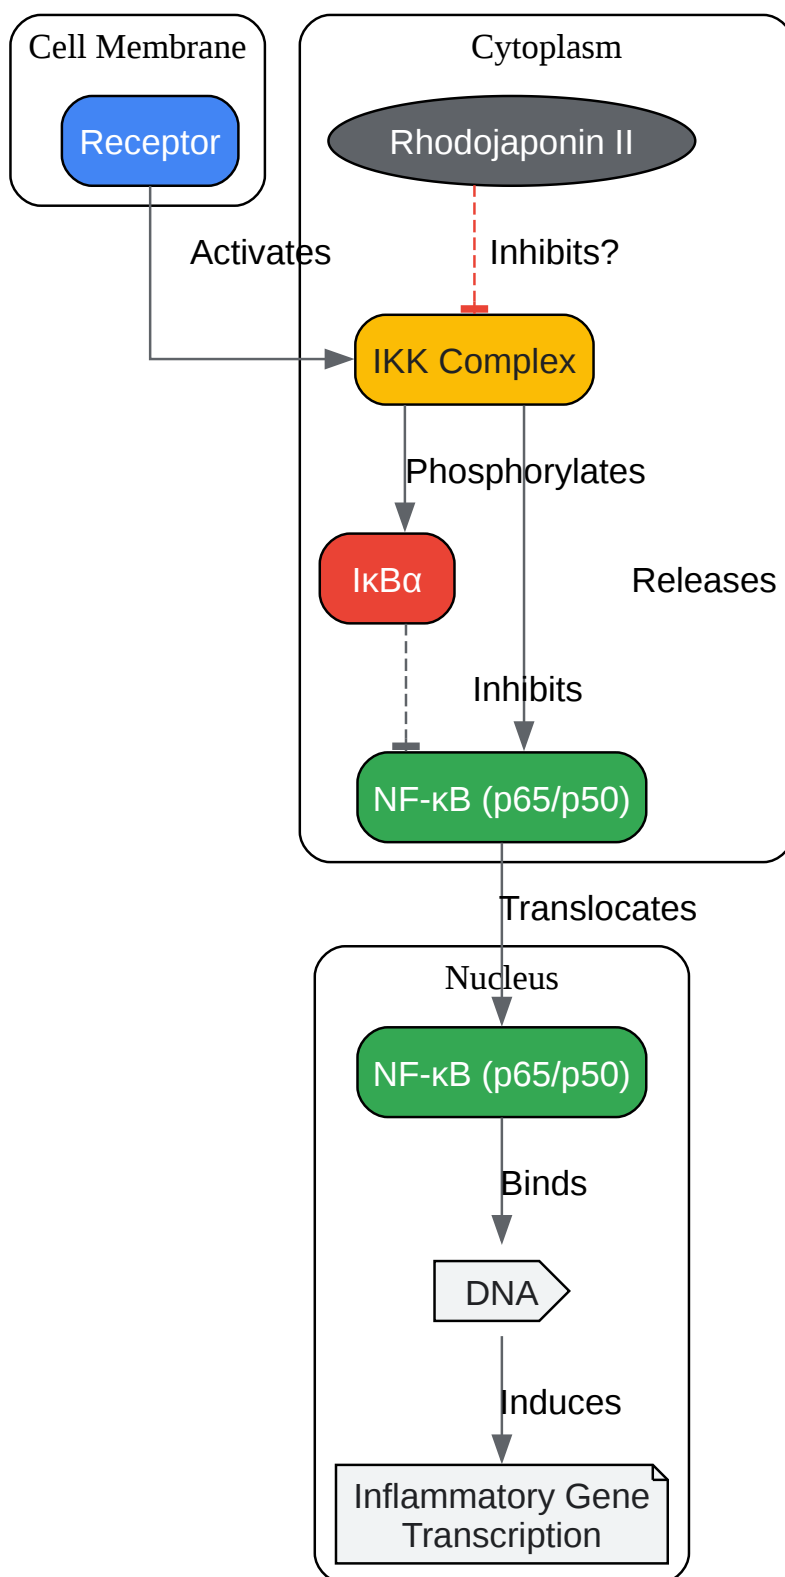 Cell Membrane
Cytoplasm
Receptor
Rhodojaponin II
Activates
Inhibits?
IKK Complex
Phosphorylates
IκBα
Releases
Inhibits
NF-κB (p65/p50)
Translocates
Nucleus
NF-κB (p65/p50)
Binds
DNA
Induces
Inflammatory Gene
Transcription